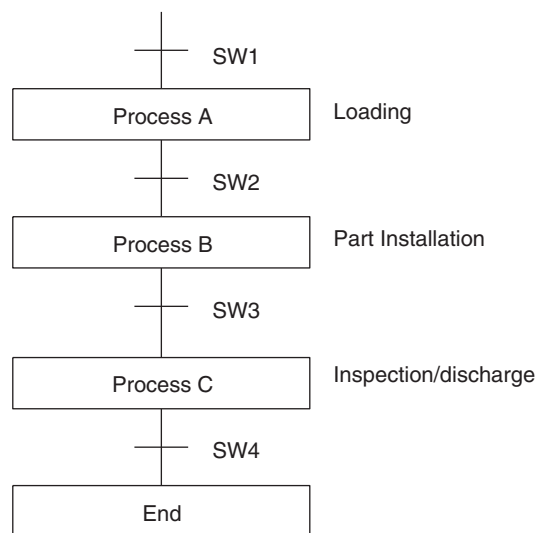 SW1
Process A
Loading
SW2
Process B
Part Installation
SW3
Process C
Inspection/discharge
SW4
End